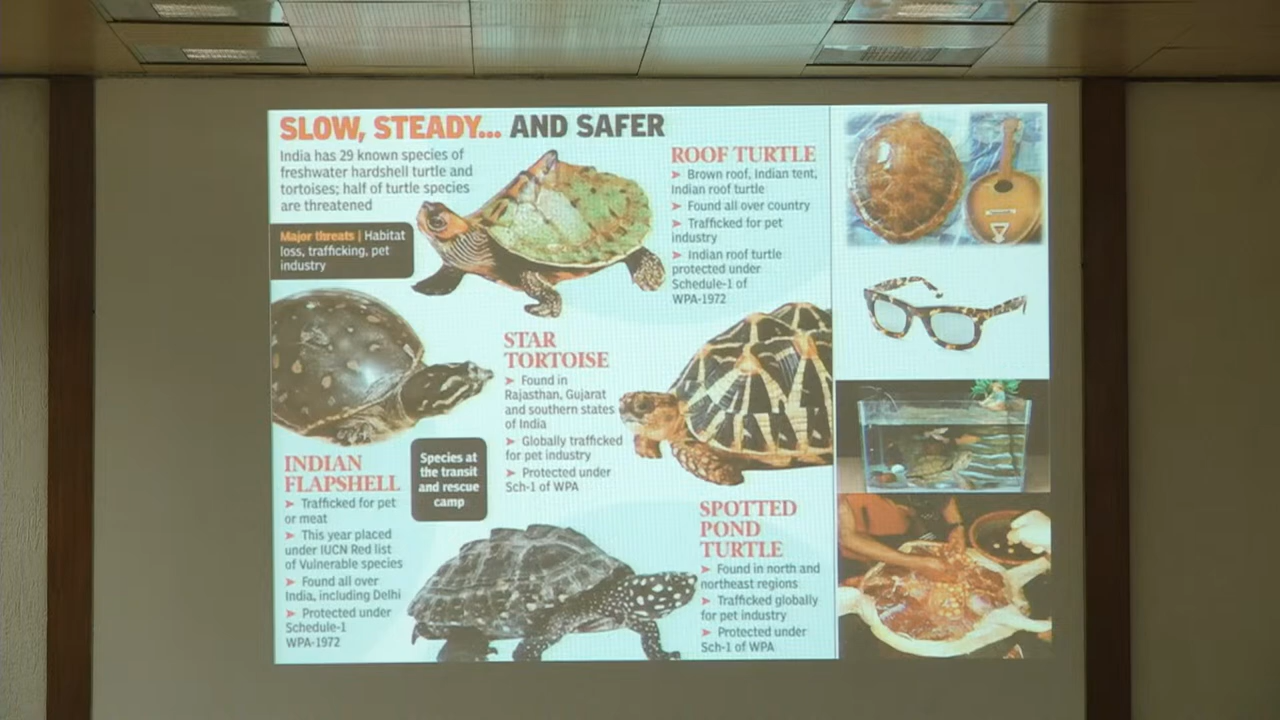 SLOW, STEADY... AND SAFER
India has 29 known species of
freshwater hardshell turtle and
tortoises; half of turtle species
are threatened
Major threats | Habitat
loss, trafficking, pet
industry
ROOF TURTLE
➤ Brown roof, Indian tent,
Indian roof turtle
➤ Found all over country
➤ Trafficked for pet
industry
➤ Indian roof turtle
protected under
Schedule-1 of
WPA-1972
STAR
TORTOISE
➤ Found in
Rajasthan, Gujarat
and southern states
of India
➤ Globally trafficked
for pet industry
➤ Protected under
Sch-1 of WPA
INDIAN
FLAPSHELL
➤ Trafficked for pet
or meat
➤ This year placed
under IUCN Red list
of Vulnerable species
➤ Found all over
India, including Delhi
➤ Protected under
Schedule-1
WPA-1972
Species at
the transit
and rescue
camp
SPOTTED
POND
TURTLE
➤ Found in north and
northeast regions
➤ Trafficked globally
for pet industry
➤ Protected under
Sch-1 of WPA